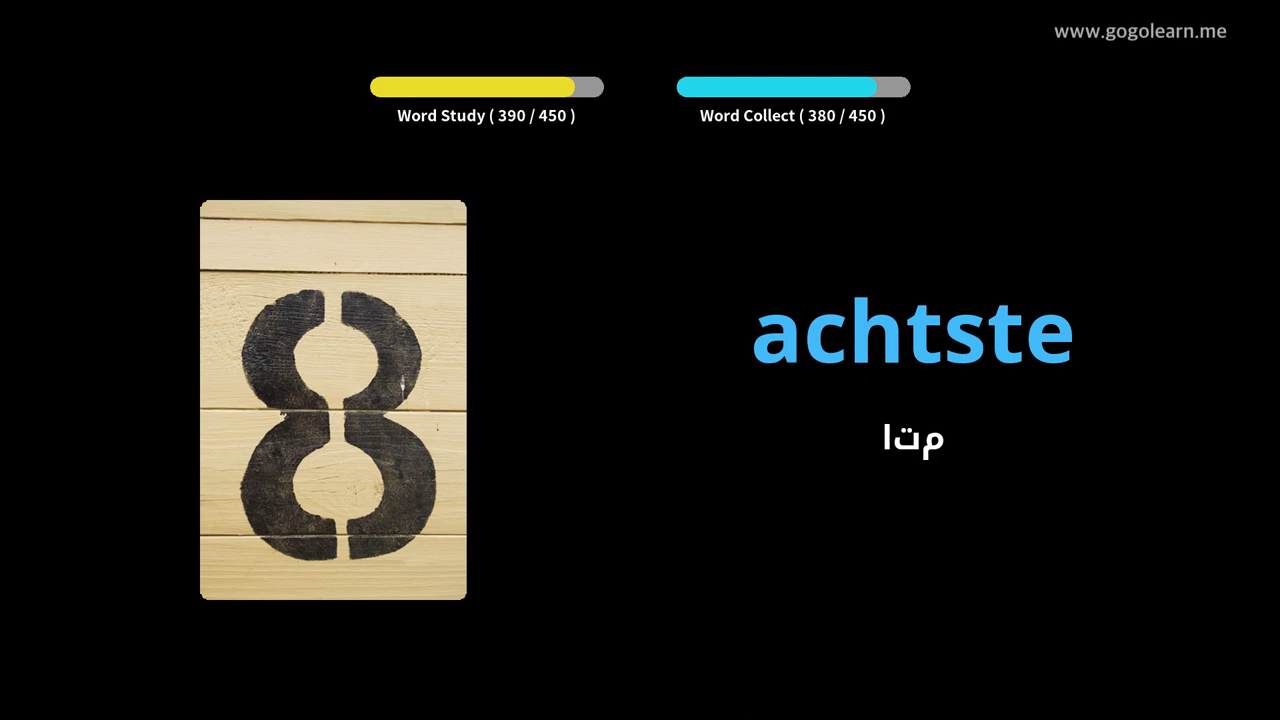 www.gogolearn.me
Word Study ( 390 / 450 )
Word Collect ( 380 / 450 )
8
achtste
اتم